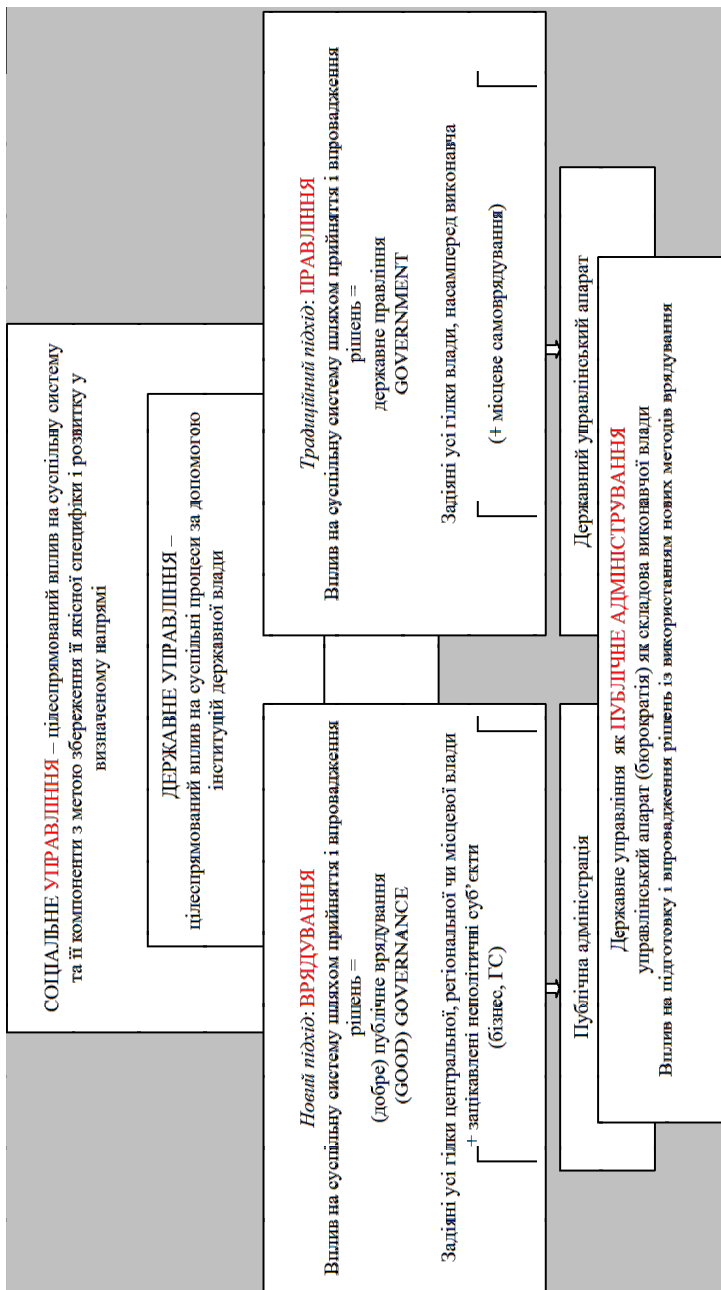 СОЦІАЛЬНЕ УПРАВЛІННЯ – цілеспрямований вплив на суспільну систему
та її компоненти з метою збереження її якісної специфіки і розвитку у
визначеному напрямі
ДЕРЖАВНЕ УПРАВЛІННЯ –
цілеспрямований вплив на суспільні процеси за допомогою
інституцій державної влади
Новий підхід: ВРЯДУВАННЯ
Вплив на суспільну систему шляхом прийняття і впровадження
рішень =
(добре) публічне врядування
(GOOD) GOVERNANCE
Задіяні усі гілки центральної, регіональної чи місцевої влади
+ зацікавлені неполітичні суб’єкти
(бізнес, ГС)
Традиційний підхід: ПРАВЛІННЯ
Вплив на суспільну систему шляхом прийняття і впровадження
рішень =
державне правління
GOVERNMENT
Задіяні усі гілки влади, насамперед виконавча
(+ місцеве самоврядування)
Публічна адміністрація
Державний управлінський апарат
Державне управління як ПУБЛІЧНЕ АДМІНІСТРУВАННЯ
управлінський апарат (бюрократія) як складова виконавчої влади
Вплив на підготовку і впровадження рішень із використанням нових методів врядування